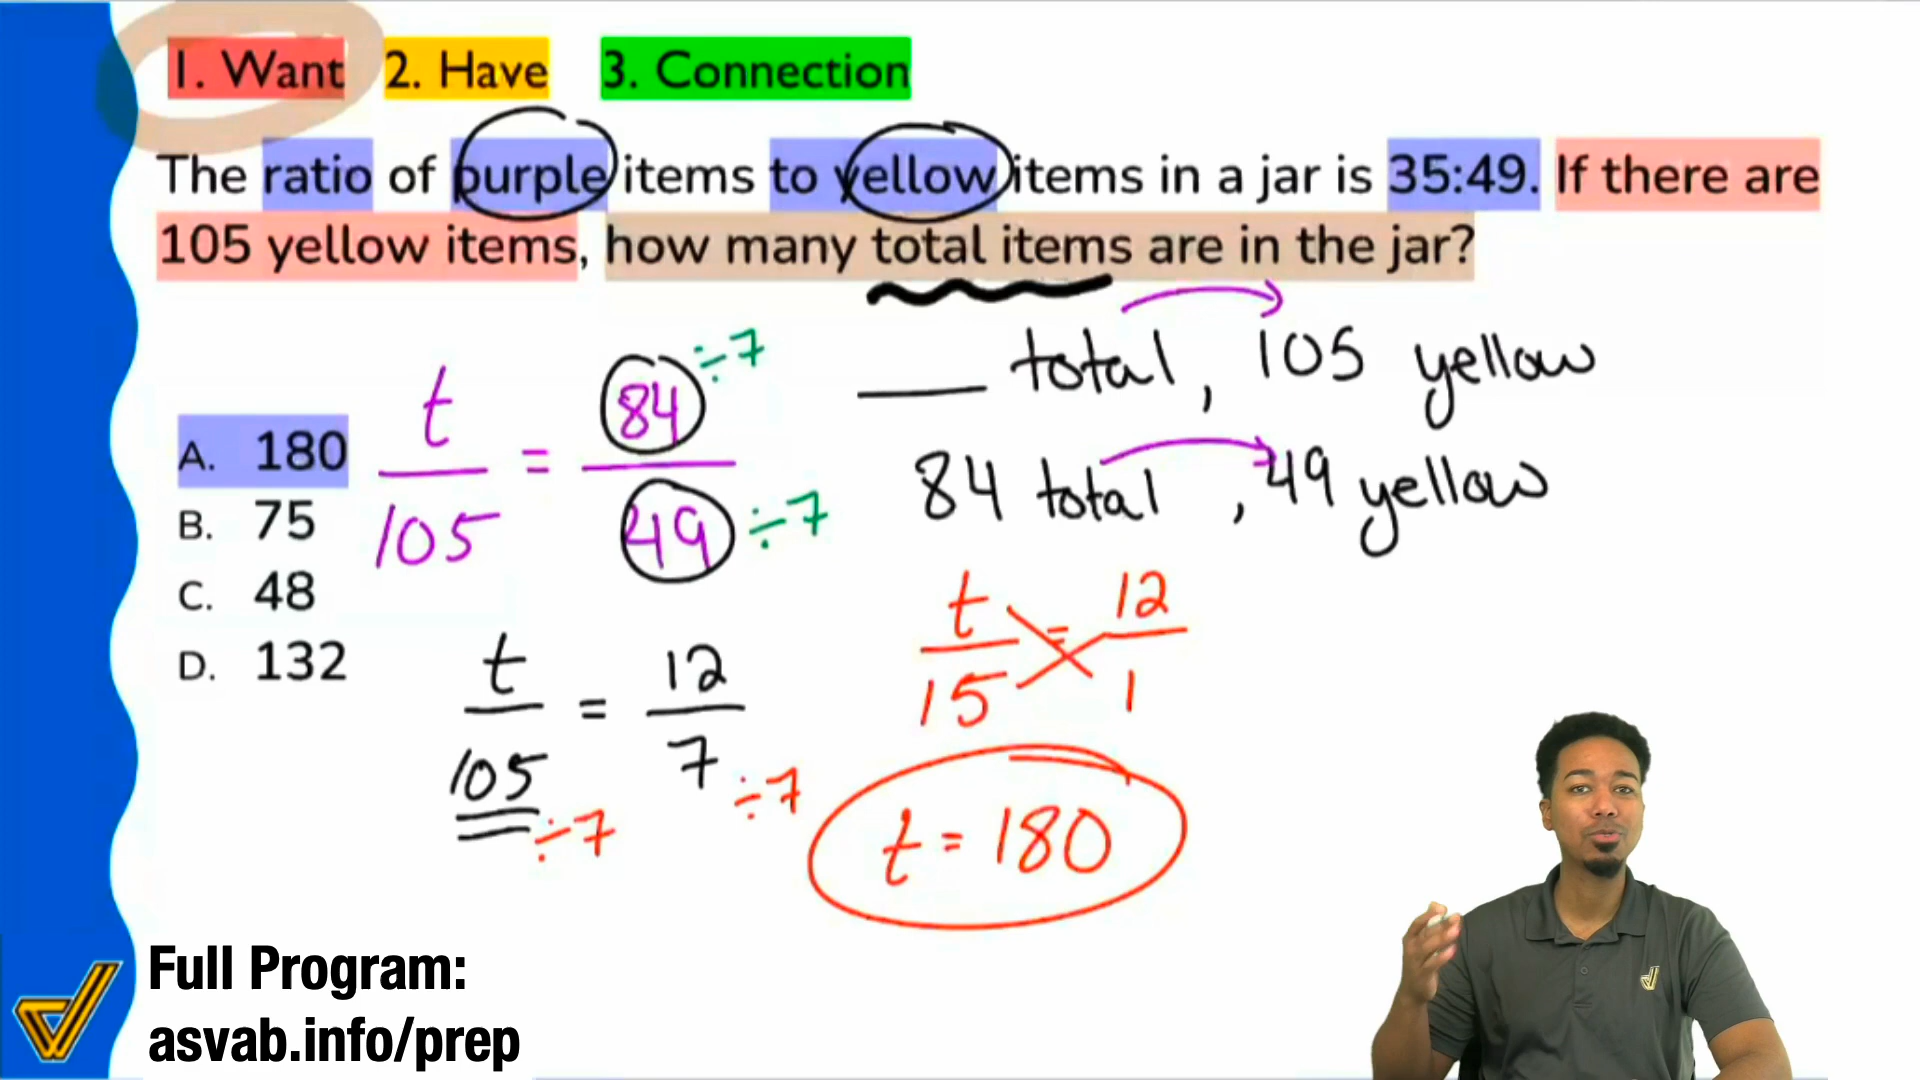 1. Want 2. Have 3. Connection
The ratio of purple items to yellow items in a jar is 35:49. If there are
105 yellow items, how many total items are in the jar?
A. 180
B. 75
C. 48
D. 132
t/105 = 84/49
÷7
÷7
___ total, 105 yellow
84 total, 49 yellow
t/105 = 12/7
÷7
÷7
t/15 = 12/1
t = 180
Full Program:
asvab.info/prep